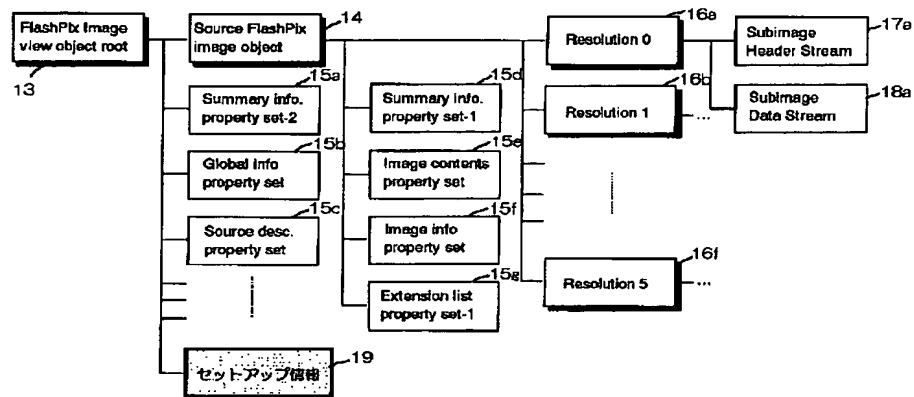 FlashPix Image
view object root
13
Source FlashPix
image object
14
15a
Summary info.
property set-2
15b
Global info
property set
15c
Source desc.
property set
セットアップ情報
19
15d
Summary info.
property set-1
15e
Image contents
property set
15f
Image info
property set
15g
Extension list
property set-1
16a
Resolution 0
16b
Resolution 1
...
16f
Resolution 5
...
17a
Subimage
Header Stream
18a
Subimage
Data Stream